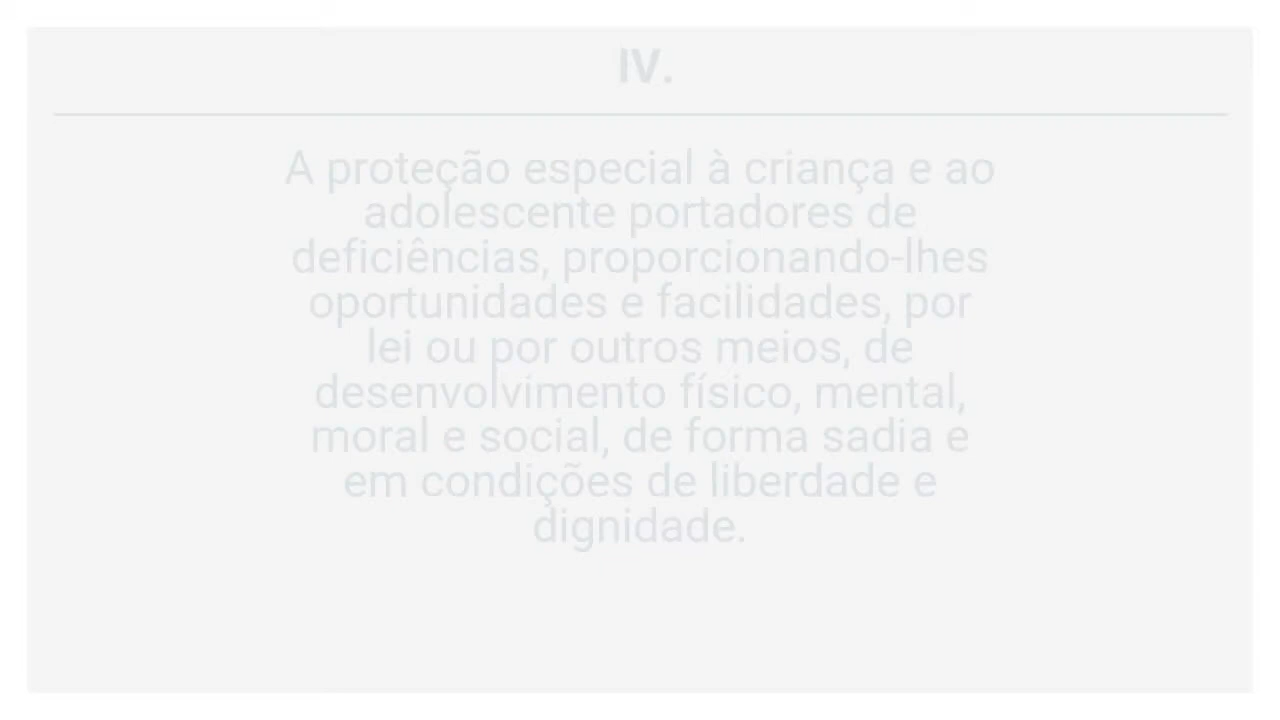 IV.
A proteção especial à criança e ao
adolescente portadores de
deficiências, proporcionando-lhes
oportunidades e facilidades, por
lei ou por outros meios, de
desenvolvimento físico, mental,
moral e social, de forma sadia e
em condições de liberdade e
dignidade.